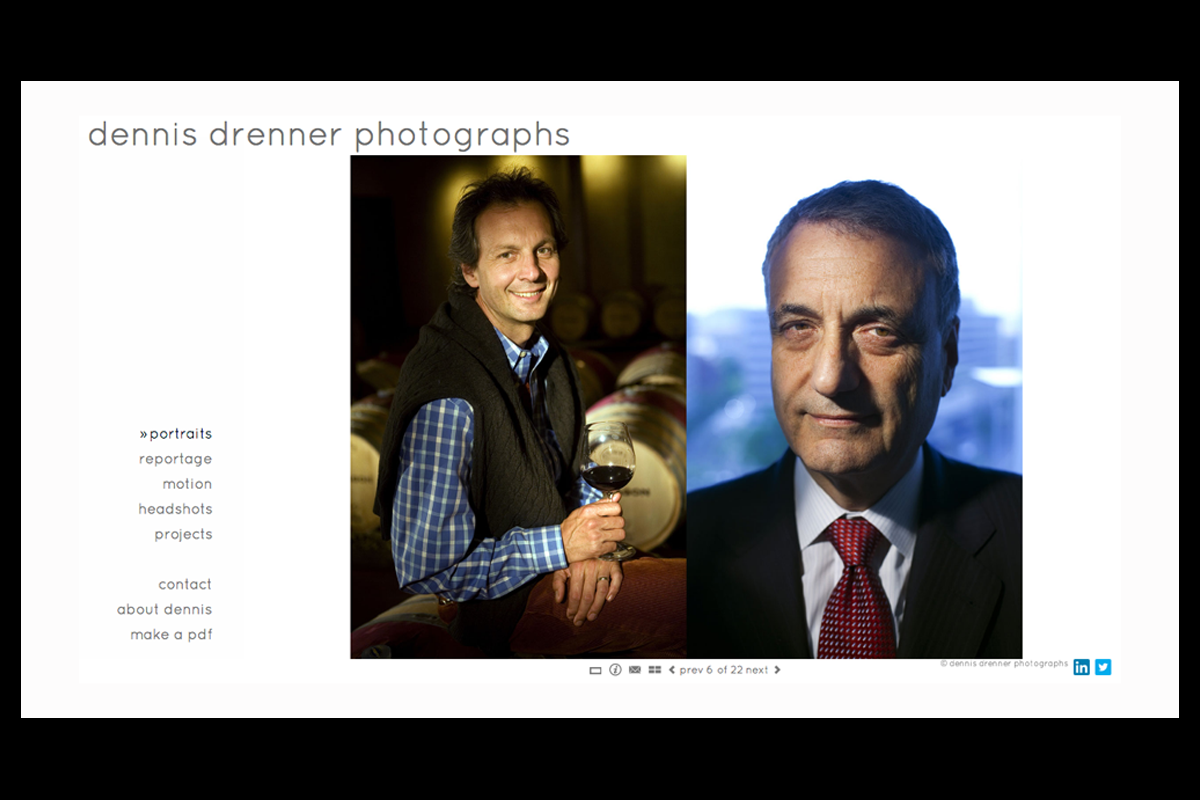 dennis drenner photographs
»portraits
reportage
motion
headshots
projects
contact
about dennis
make a pdf
prev 6 of 22 next
© dennis drenner photographs
in